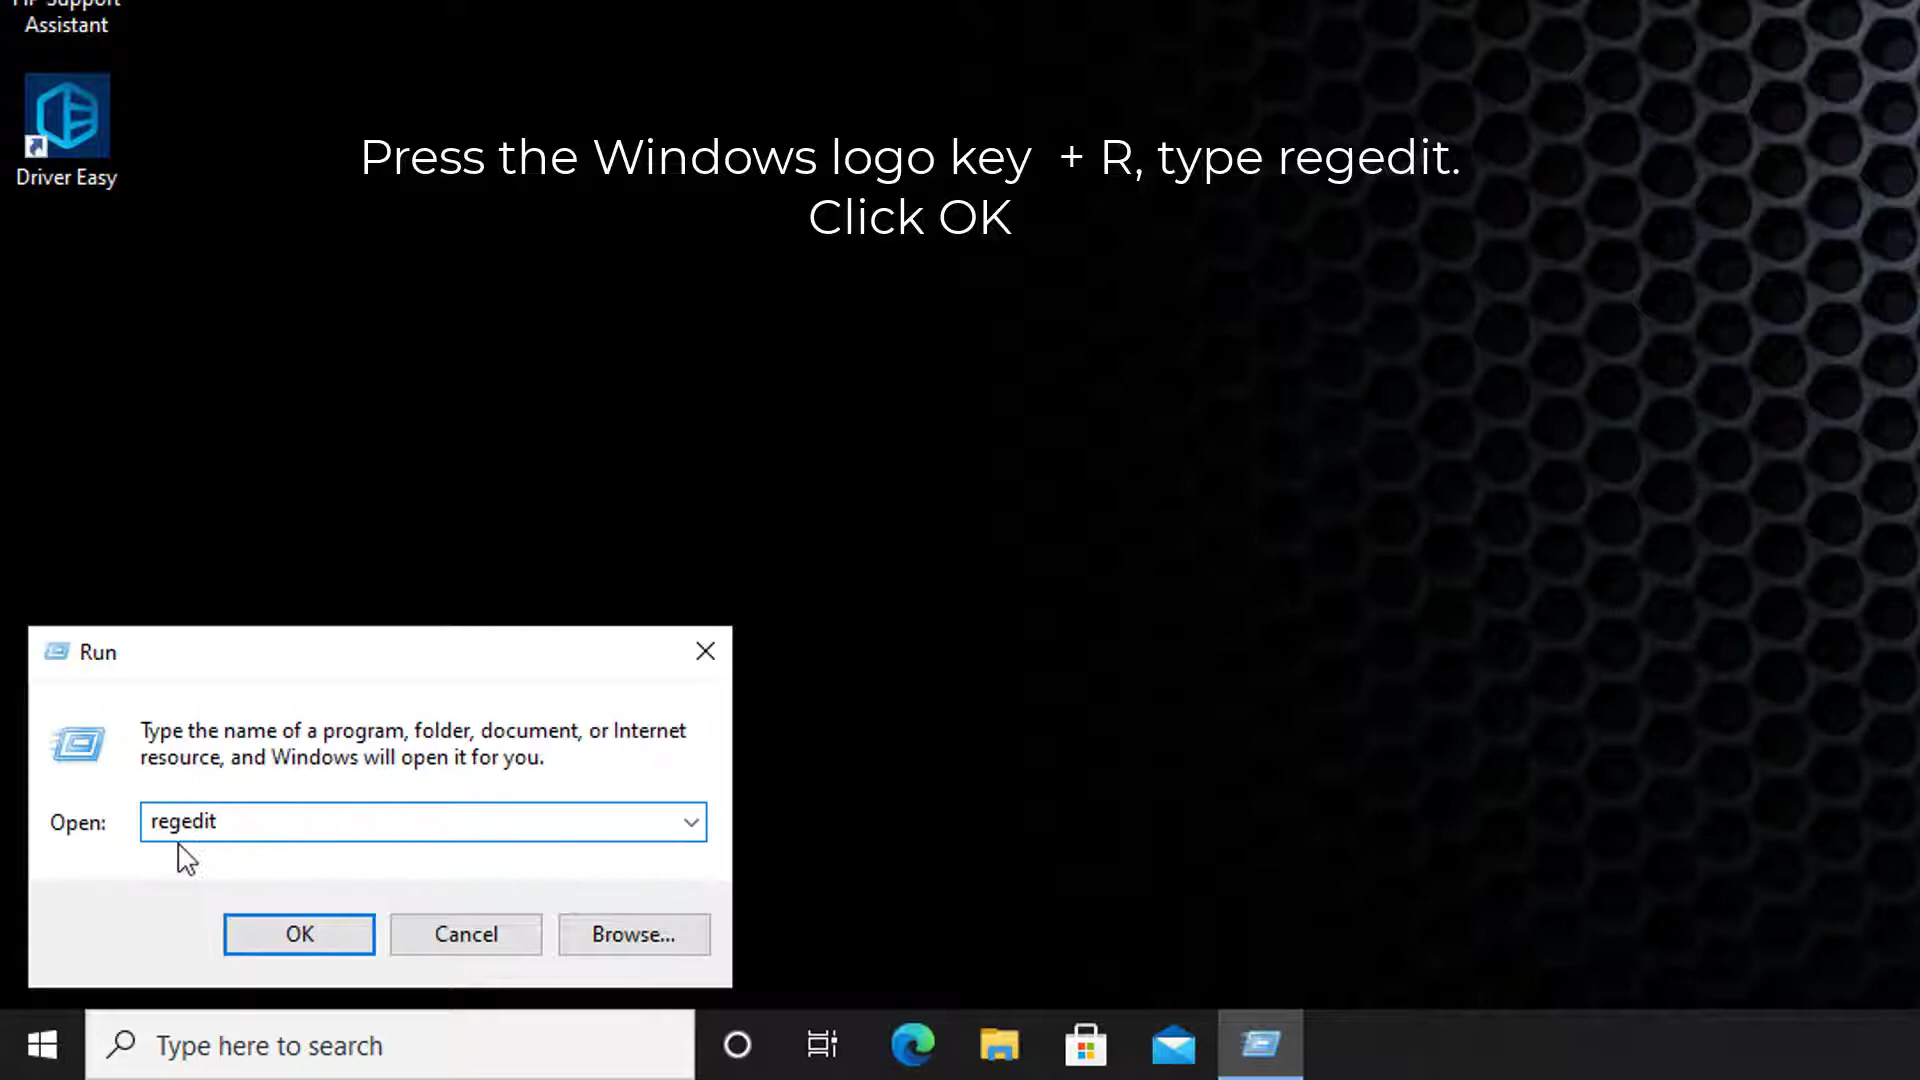 Support
Assistant
Driver Easy
Press the Windows logo key + R, type regedit.
Click OK
Run
Type the name of a program, folder, document, or Internet
resource, and Windows will open it for you.
Open: regedit
OK Cancel Browse...
Type here to search